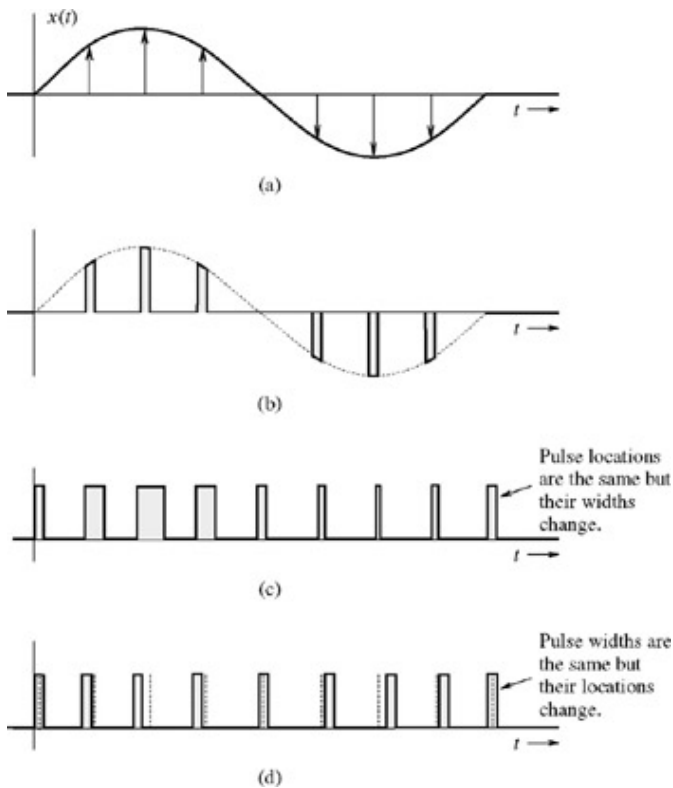 x(t)
t
(a)
t
(b)
Pulse locations
are the same but
their widths
change.
t
(c)
Pulse widths are
the same but
their locations
change.
t
(d)